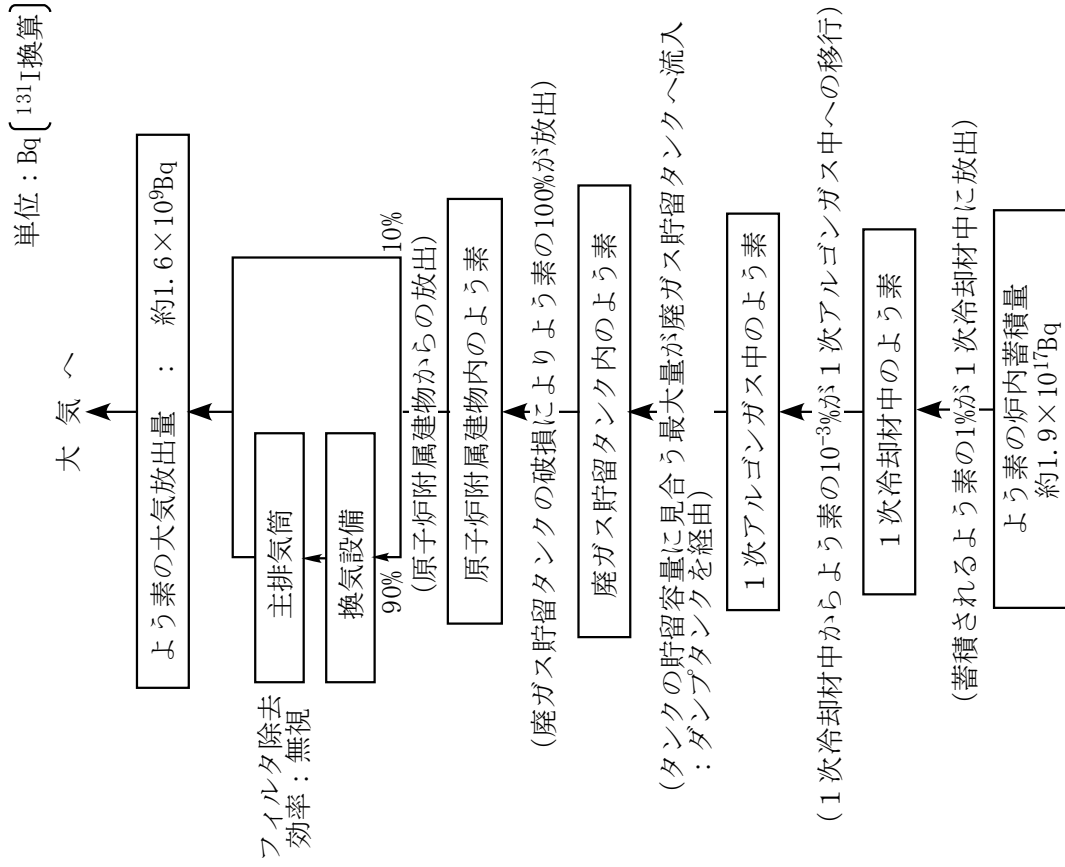 単位：Bq〔¹³¹I換算〕
大 気 へ
よう素の大気放出量 ： 約1.6×10⁹Bq
フィルタ除去
効率：無視
主排気筒
換気設備
90%
10%
(原子炉附属建物からの放出)
原子炉附属建物内のよう素
(廃ガス貯留タンクの破損によりよう素の100%が放出)
廃ガス貯留タンク内のよう素
(タンクの貯留容量に見合う最大量が廃ガス貯留タンクへ流入
：ダンプタンクを経由)
１次アルゴンガス中のよう素
(１次冷却材中からよう素の10⁻³%が１次アルゴンガス中への移行)
１次冷却材中のよう素
(蓄積されるよう素の1%が１次冷却材中に放出)
よう素の炉内蓄積量
約1.9×10¹⁷Bq